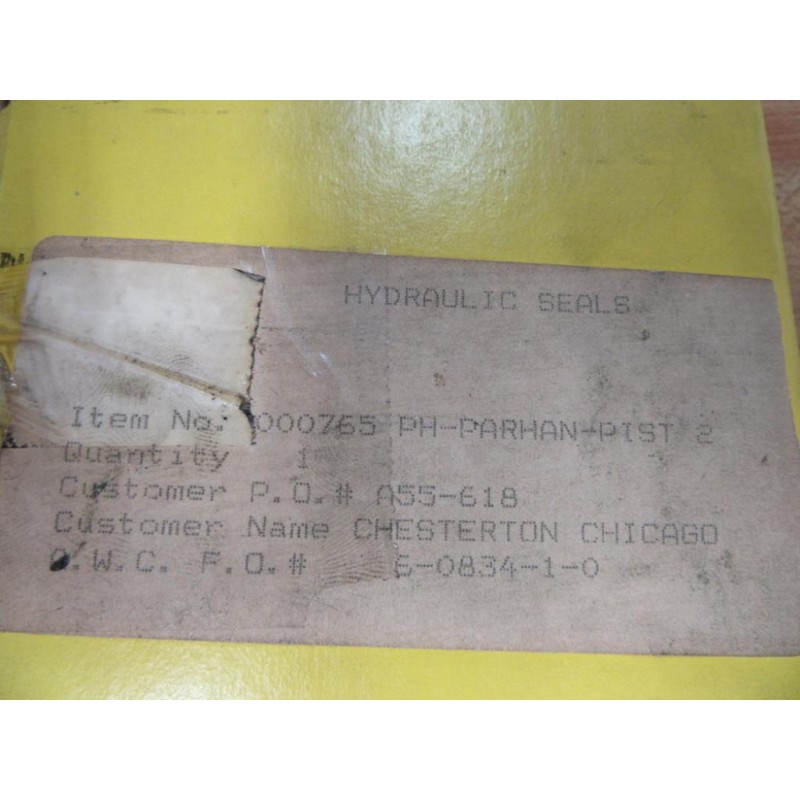 HYDRAULIC SEALS
Item No. 000765 PH-PARHAN-PIST 2
Quantity 1
Customer P.O.# A55-618
Customer Name CHESTERTON CHICAGO
.W.C. F.O.# 6-0834-1-0